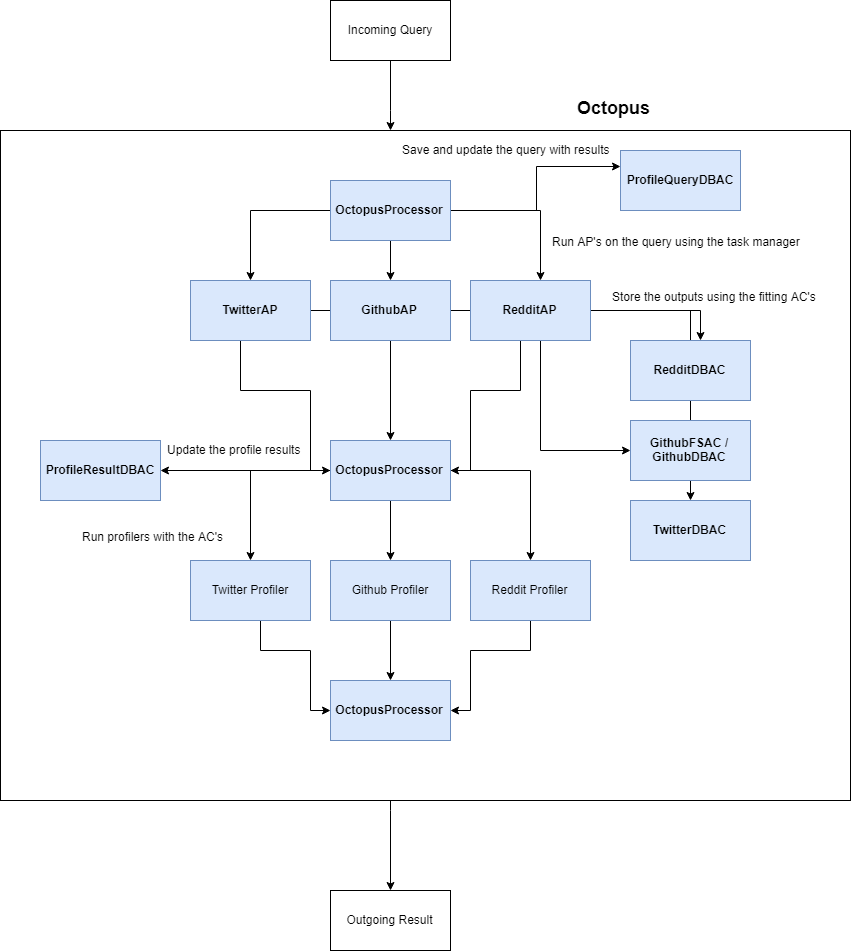 Incoming Query
Octopus
Save and update the query with results
ProfileQueryDBAC
OctopusProcessor
Run AP's on the query using the task manager
TwitterAP
GithubAP
RedditAP
Store the outputs using the fitting AC's
RedditDBAC
GithubFSAC /
GithubDBAC
Update the profile results
ProfileResultDBAC
OctopusProcessor
TwitterDBAC
Run profilers with the AC's
Twitter Profiler
Github Profiler
Reddit Profiler
OctopusProcessor
Outgoing Result